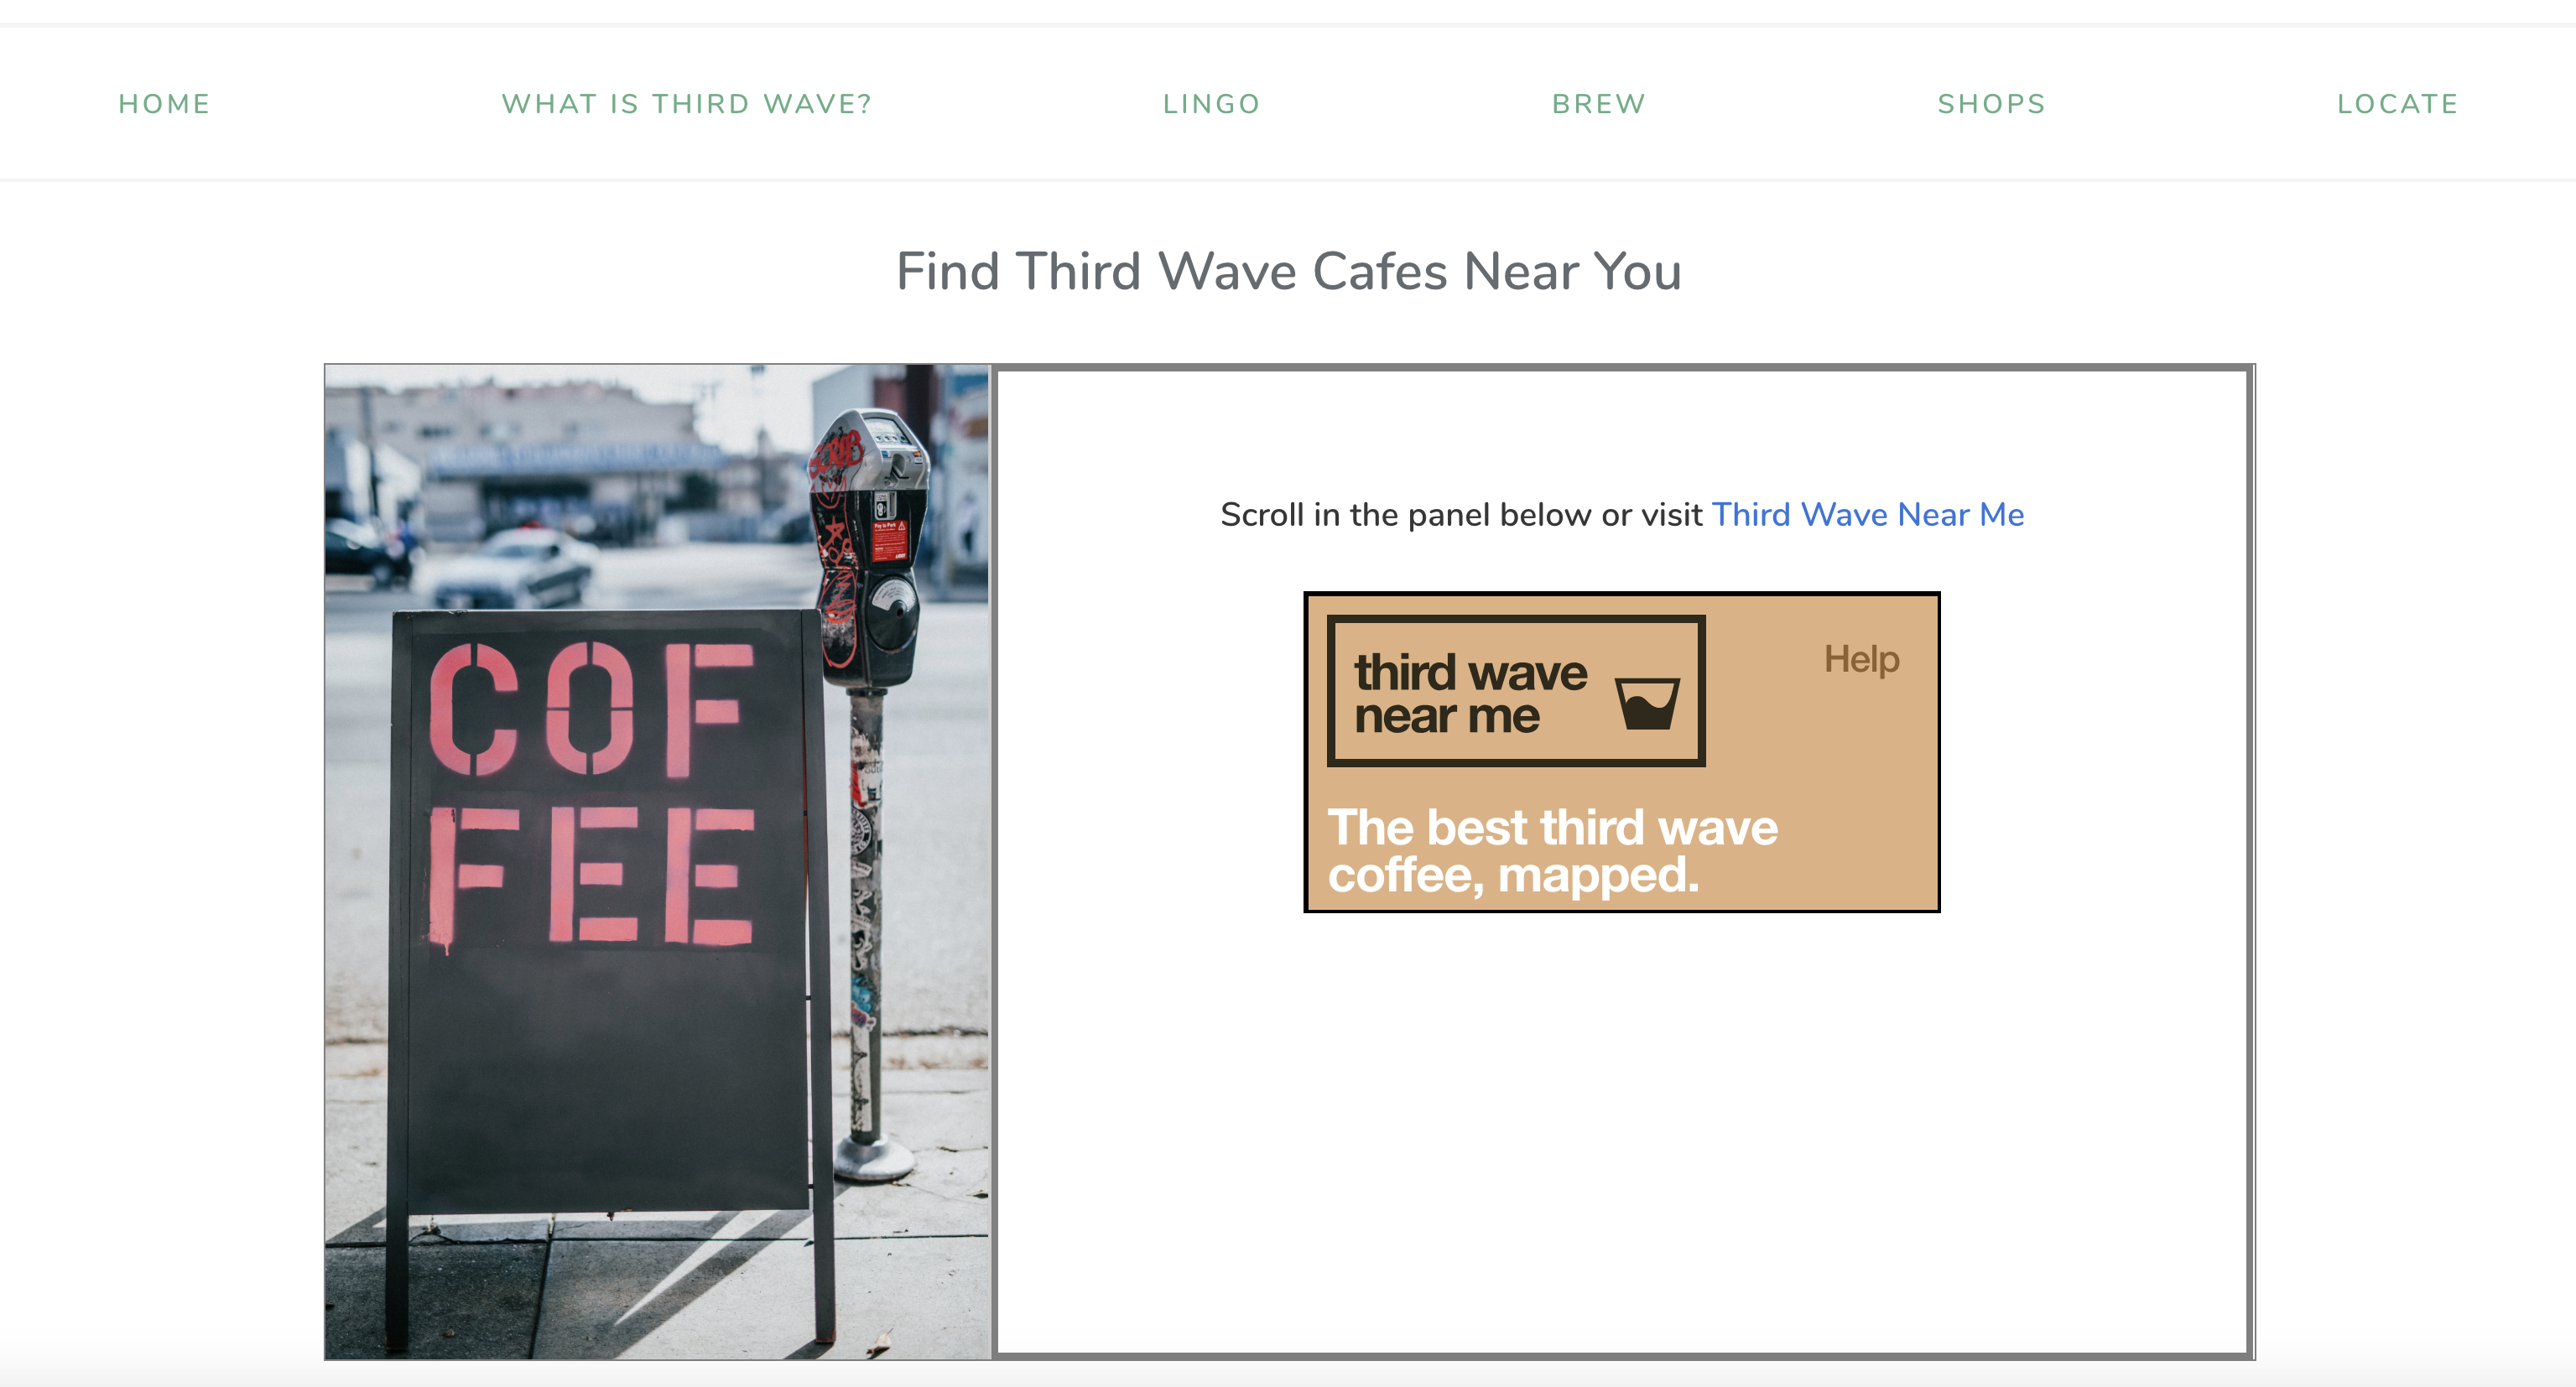 HOME
WHAT IS THIRD WAVE?
LINGO
BREW
SHOPS
LOCATE
Find Third Wave Cafes Near You
COF
FEE
Scroll in the panel below or visit Third Wave Near Me
third wave
near me
Help
The best third wave
coffee, mapped.